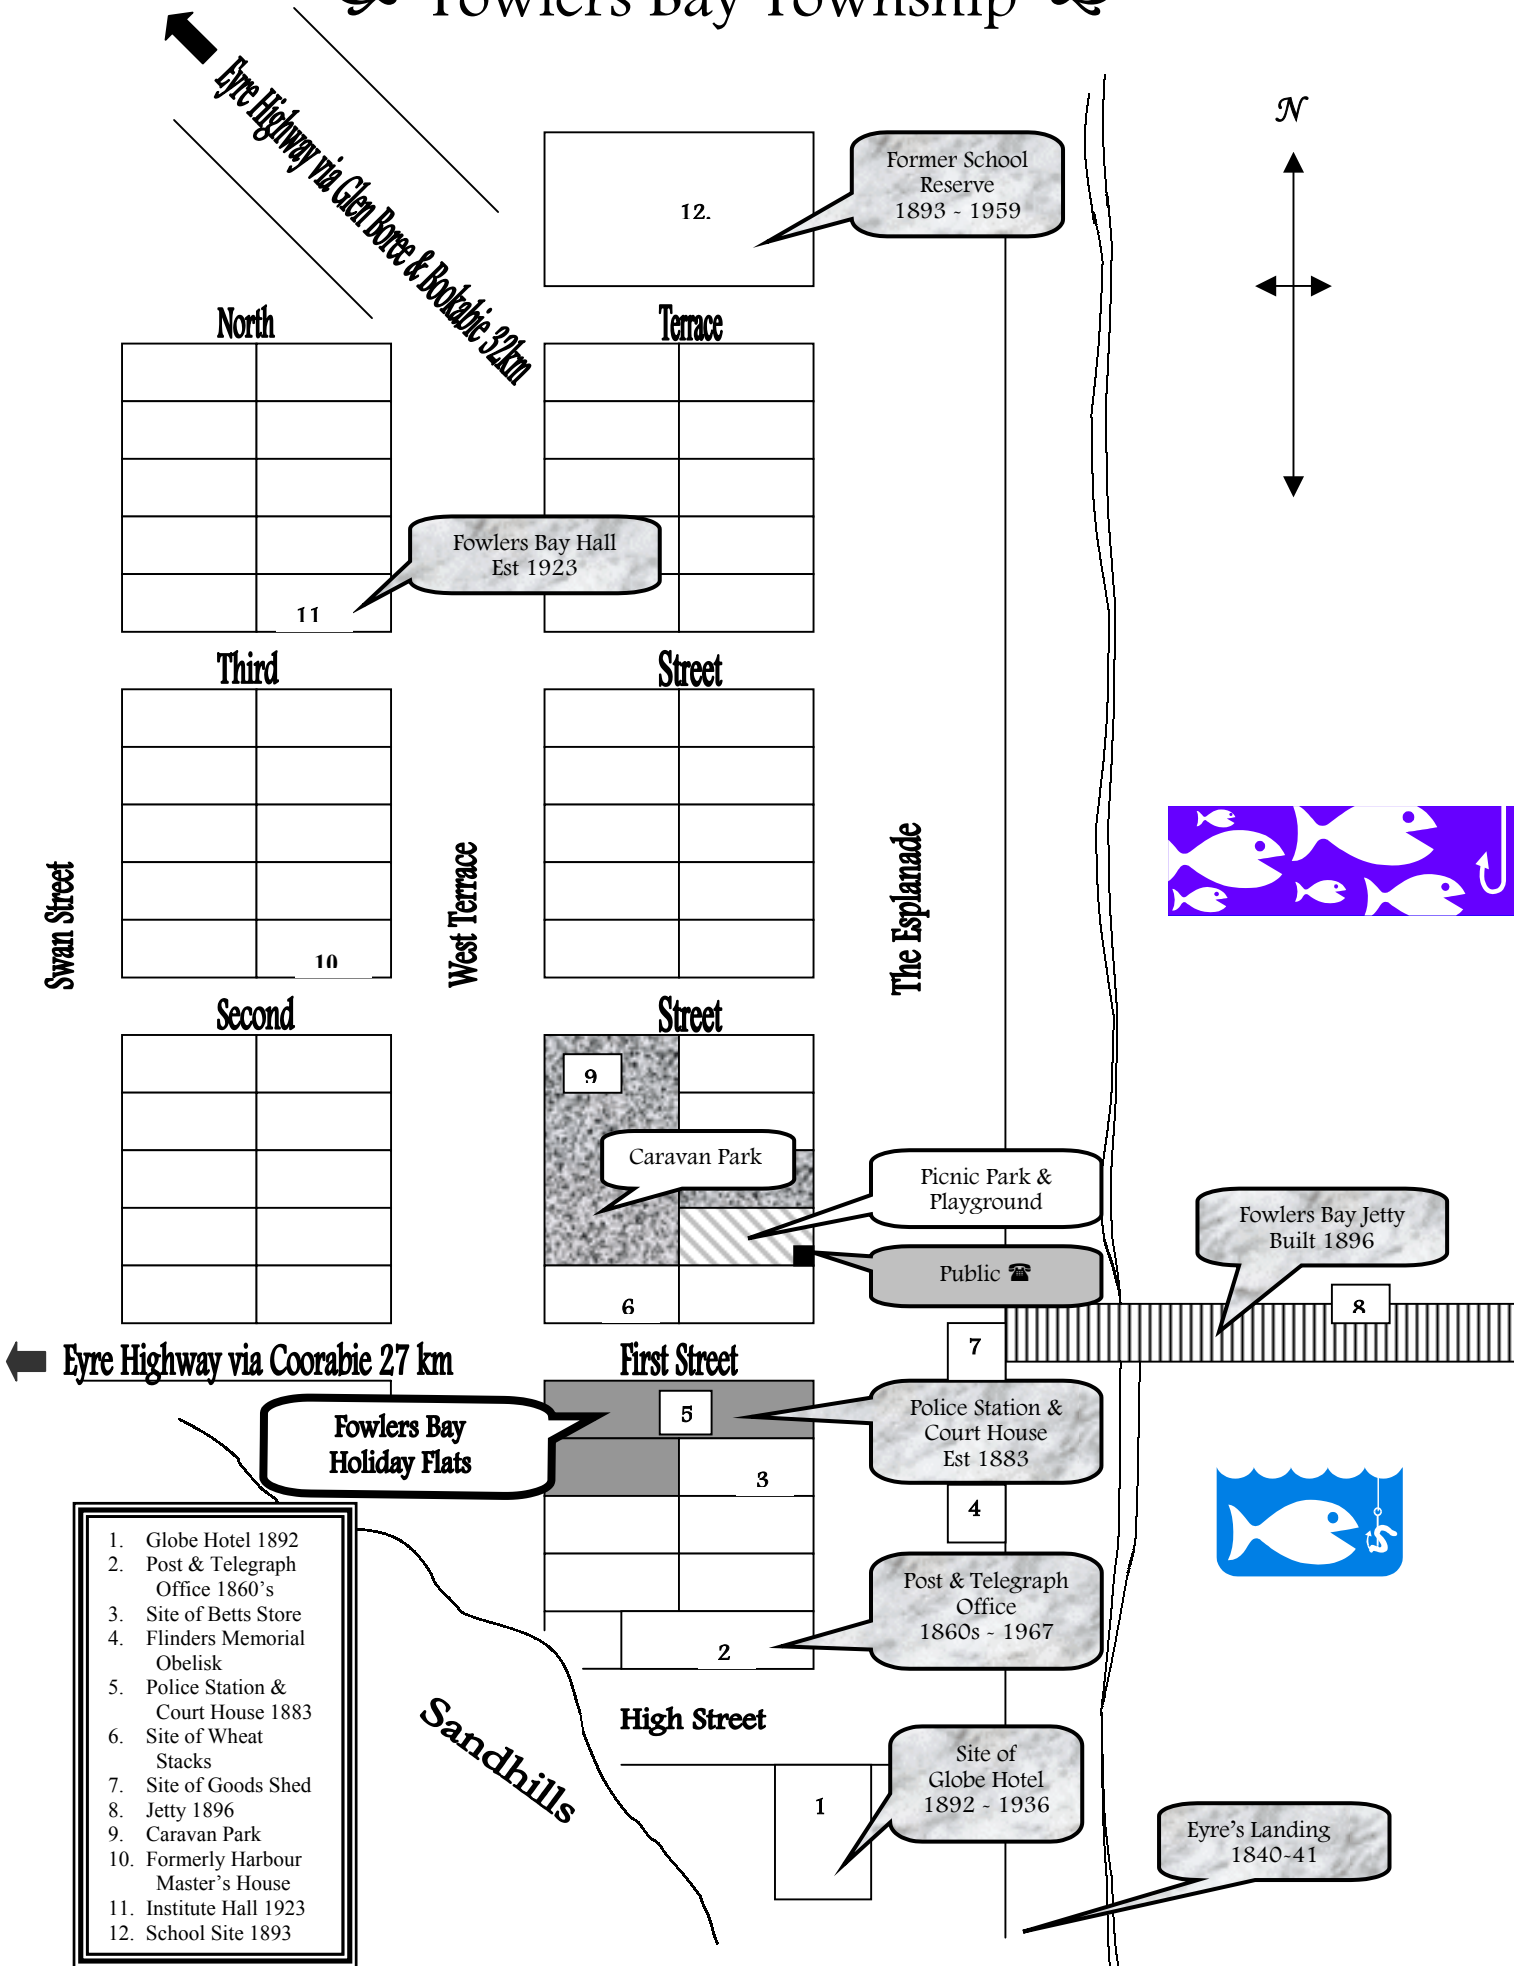 Fowlers Bay Township
Eyre Highway via Glen Boree & Bookabie 32km
N
Former School
Reserve
1893 - 1959
12.
North
Terrace
Fowlers Bay Hall
Est 1923
11
Third
Street
Swan Street
West Terrace
The Esplanade
10
Second
Street
9
Caravan Park
Picnic Park &
Playground
Public ☎
Fowlers Bay Jetty
Built 1896
8
6
7
Eyre Highway via Coorabie 27 km
First Street
Fowlers Bay
Holiday Flats
5
Police Station &
Court House
Est 1883
3
4
Post & Telegraph
Office
1860s - 1967
2
High Street
Sandhills
Site of
Globe Hotel
1892 - 1936
1
Eyre's Landing
1840-41
1. Globe Hotel 1892
2. Post & Telegraph
Office 1860's
3. Site of Betts Store
4. Flinders Memorial
Obelisk
5. Police Station &
Court House 1883
6. Site of Wheat
Stacks
7. Site of Goods Shed
8. Jetty 1896
9. Caravan Park
10. Formerly Harbour
Master's House
11. Institute Hall 1923
12. School Site 1893